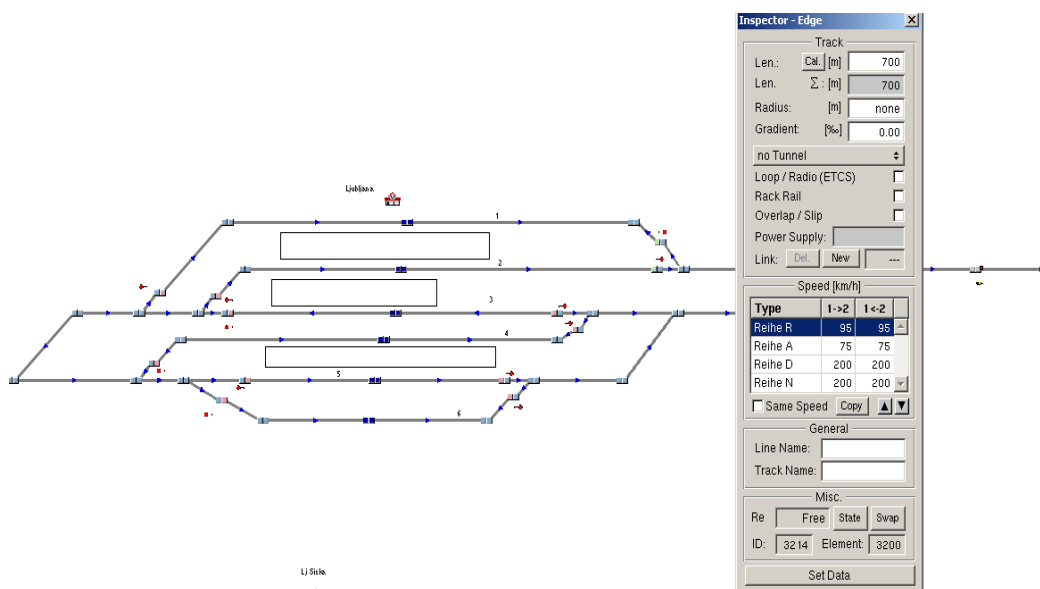 Inspector - Edge
Track
Len.: Cal. [m] 700
Len. Σ : [m] 700
Radius: [m] none
Gradient: [‰] 0.00
no Tunnel
Loop / Radio (ETCS)
Rack Rail
Overlap / Slip
Power Supply:
Link: Del. New ---
Speed [km/h]
Type 1->2 1<-2
Reihe R 95 95
Reihe A 75 75
Reihe D 200 200
Reihe N 200 200
Same Speed Copy
General
Line Name:
Track Name:
Misc.
Re Free State Swap
ID: 3214 Element: 3200
Set Data
Ljubljana
1
2
3
4
5
6
Lj Siska